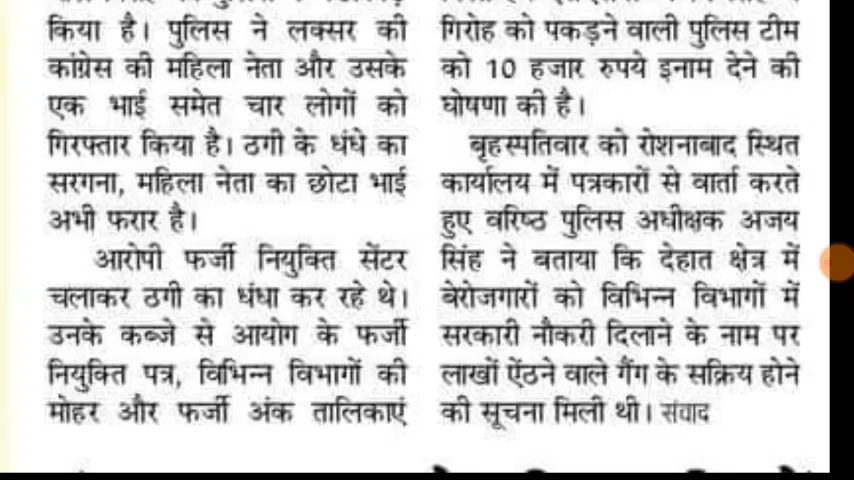 किया है। पुलिस ने लक्सर की
कांग्रेस की महिला नेता और उसके
एक भाई समेत चार लोगों को
गिरफ्तार किया है। ठगी के धंधे का
सरगना, महिला नेता का छोटा भाई
अभी फरार है।
आरोपी फर्जी नियुक्ति सेंटर
चलाकर ठगी का धंधा कर रहे थे।
उनके कब्जे से आयोग के फर्जी
नियुक्ति पत्र, विभिन्न विभागों की
मोहर और फर्जी अंक तालिकाएं
गिरोह को पकड़ने वाली पुलिस टीम
को 10 हजार रुपये इनाम देने की
घोषणा की है।
बृहस्पतिवार को रोशनाबाद स्थित
कार्यालय में पत्रकारों से वार्ता करते
हुए वरिष्ठ पुलिस अधीक्षक अजय
सिंह ने बताया कि देहात क्षेत्र में
बेरोजगारों को विभिन्न विभागों में
सरकारी नौकरी दिलाने के नाम पर
लाखों ऐंठने वाले गैंग के सक्रिय होने
की सूचना मिली थी। संवाद